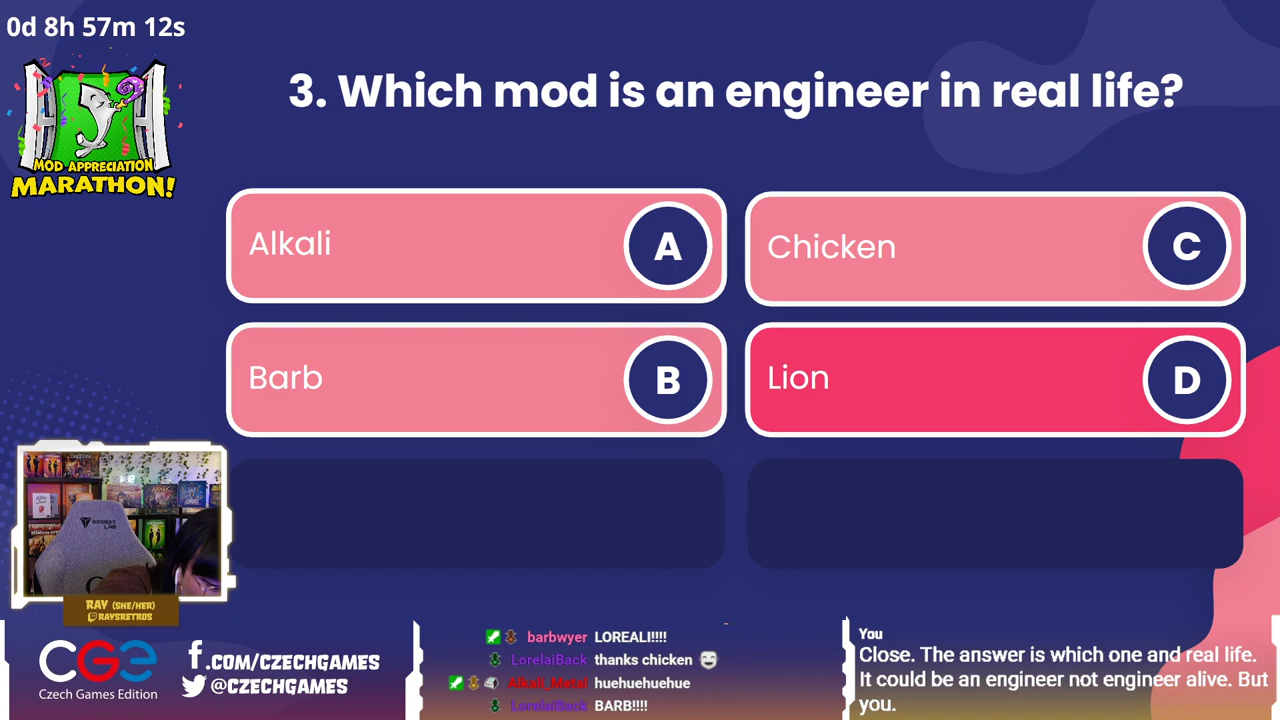 0d 8h 57m 12s
MOD APPRECIATION
MARATHON!
3. Which mod is an engineer in real life?
Alkali A
Chicken C
Barb B
Lion D
SECRET
LAB
RAY (SHE/HER)
RAYSRETROS
CGE
Czech Games Edition
f.COM/CZECHGAMES
@CZECHGAMES
barbwyer LOREALI!!!!
LorelaiBack thanks chicken
Alkali_Metal huehuehuehue
LorelaiBack BARB!!!!
You
Close. The answer is which one and real life.
It could be an engineer not engineer alive. But
you.